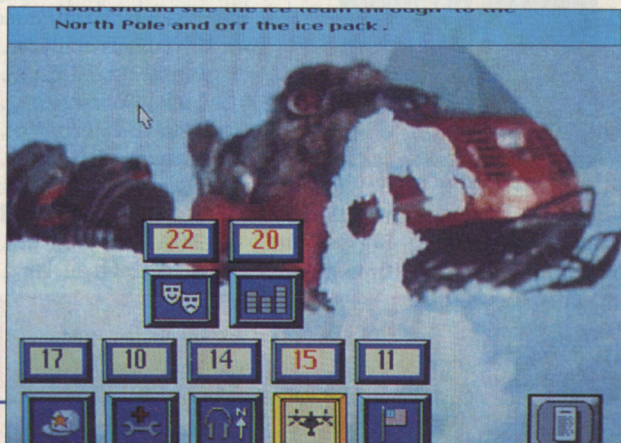 food should see the ice team through to the
North Pole and off the ice pack.
22 20
17 10 14 15 11
N